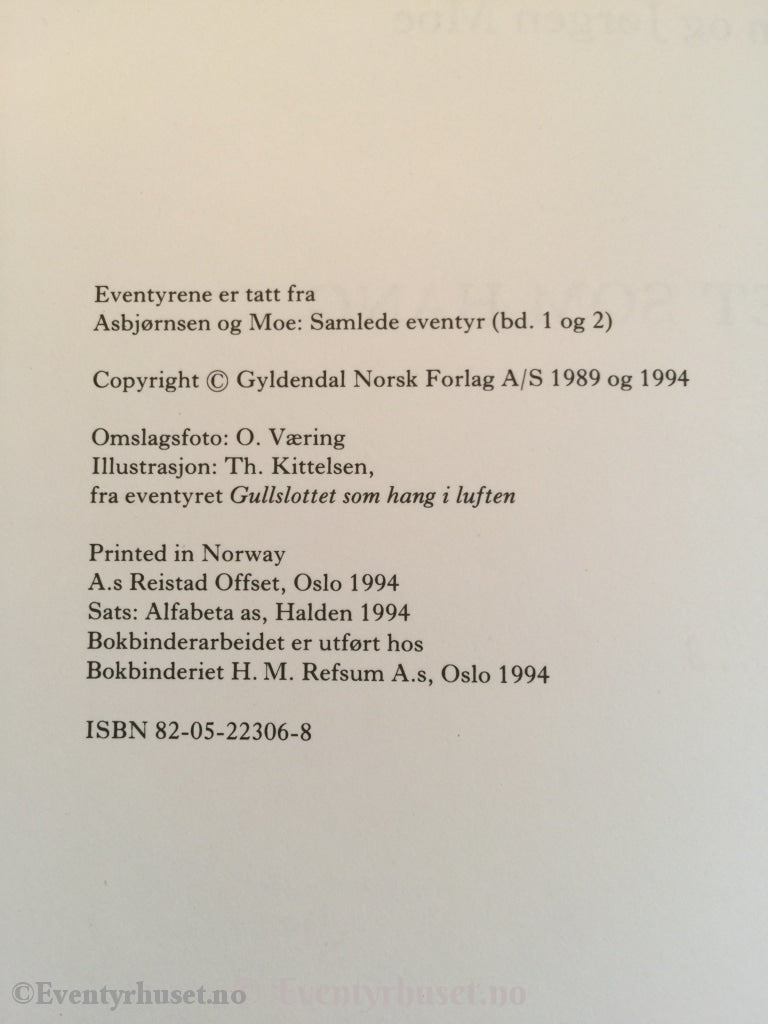 Eventyrene er tatt fra
Asbjørnsen og Moe: Samlede eventyr (bd. 1 og 2)
Copyright © Gyldendal Norsk Forlag A/S 1989 og 1994
Omslagsfoto: O. Væring
Illustrasjon: Th. Kittelsen,
fra eventyret Gullslottet som hang i luften
Printed in Norway
A.s Reistad Offset, Oslo 1994
Sats: Alfabeta as, Halden 1994
Bokbinderarbeidet er utført hos
Bokbinderiet H. M. Refsum A.s, Oslo 1994
ISBN 82-05-22306-8
©Eventyrhuset.no Eventyrhuset.no